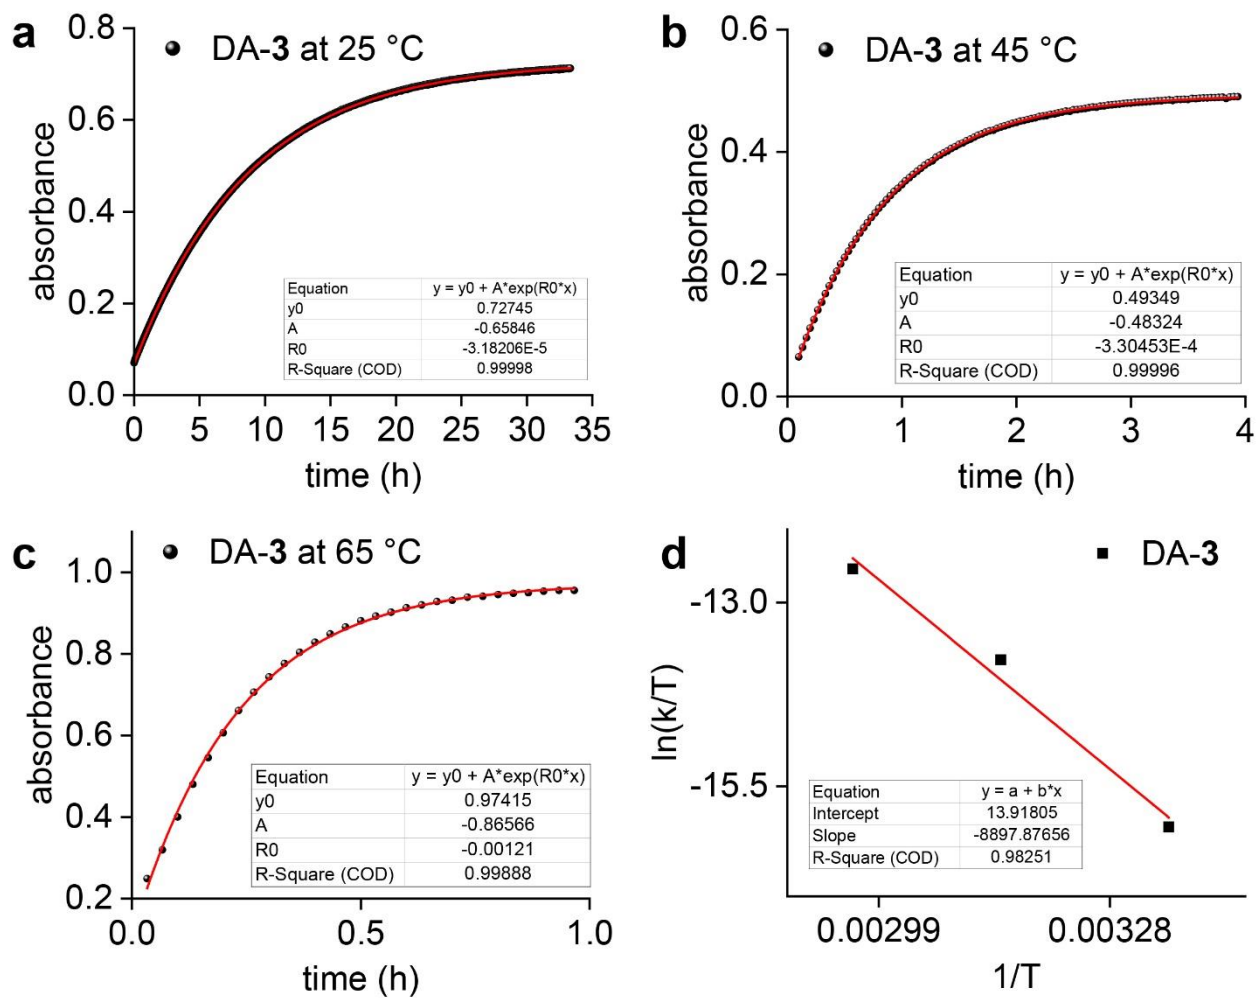 a
DA-3 at 25 °C
absorbance
0.8
0.6
0.4
0.2
0.0
Equation y = y0 + A*exp(R0*x)
y0 0.72745
A -0.65846
R0 -3.18206E-5
R-Square (COD) 0.99998
0 5 10 15 20 25 30 35
time (h)
b
DA-3 at 45 °C
absorbance
0.6
0.4
0.2
0.0
Equation y = y0 + A*exp(R0*x)
y0 0.49349
A -0.48324
R0 -3.30453E-4
R-Square (COD) 0.99996
0 1 2 3 4
time (h)
c
DA-3 at 65 °C
absorbance
1.0
0.8
0.6
0.4
0.2
Equation y = y0 + A*exp(R0*x)
y0 0.97415
A -0.86566
R0 -0.00121
R-Square (COD) 0.99888
0.0 0.5 1.0
time (h)
d
DA-3
ln(k/T)
-13.0
-15.5
Equation y = a + b*x
Intercept 13.91805
Slope -8897.87656
R-Square (COD) 0.98251
0.00299 0.00328
1/T